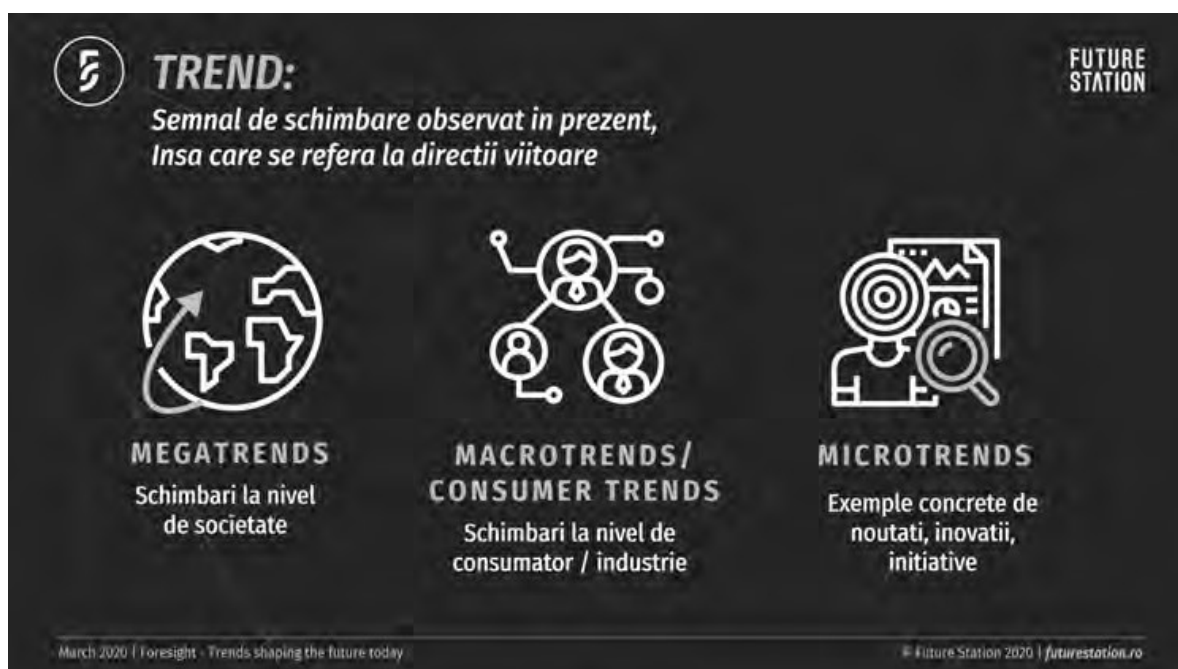 TREND:
FUTURE
STATION
Semnal de schimbare observat in prezent,
Insa care se refera la directii viitoare
MEGATRENDS
Schimbari la nivel
de societate
MACROTRENDS/
CONSUMER TRENDS
Schimbari la nivel de
consumator / industrie
MICROTRENDS
Exemple concrete de
noutati, inovatii,
initiative
March 2020 | Foresight - Trends shaping the future today
© Future Station 2020 | futurestation.ro